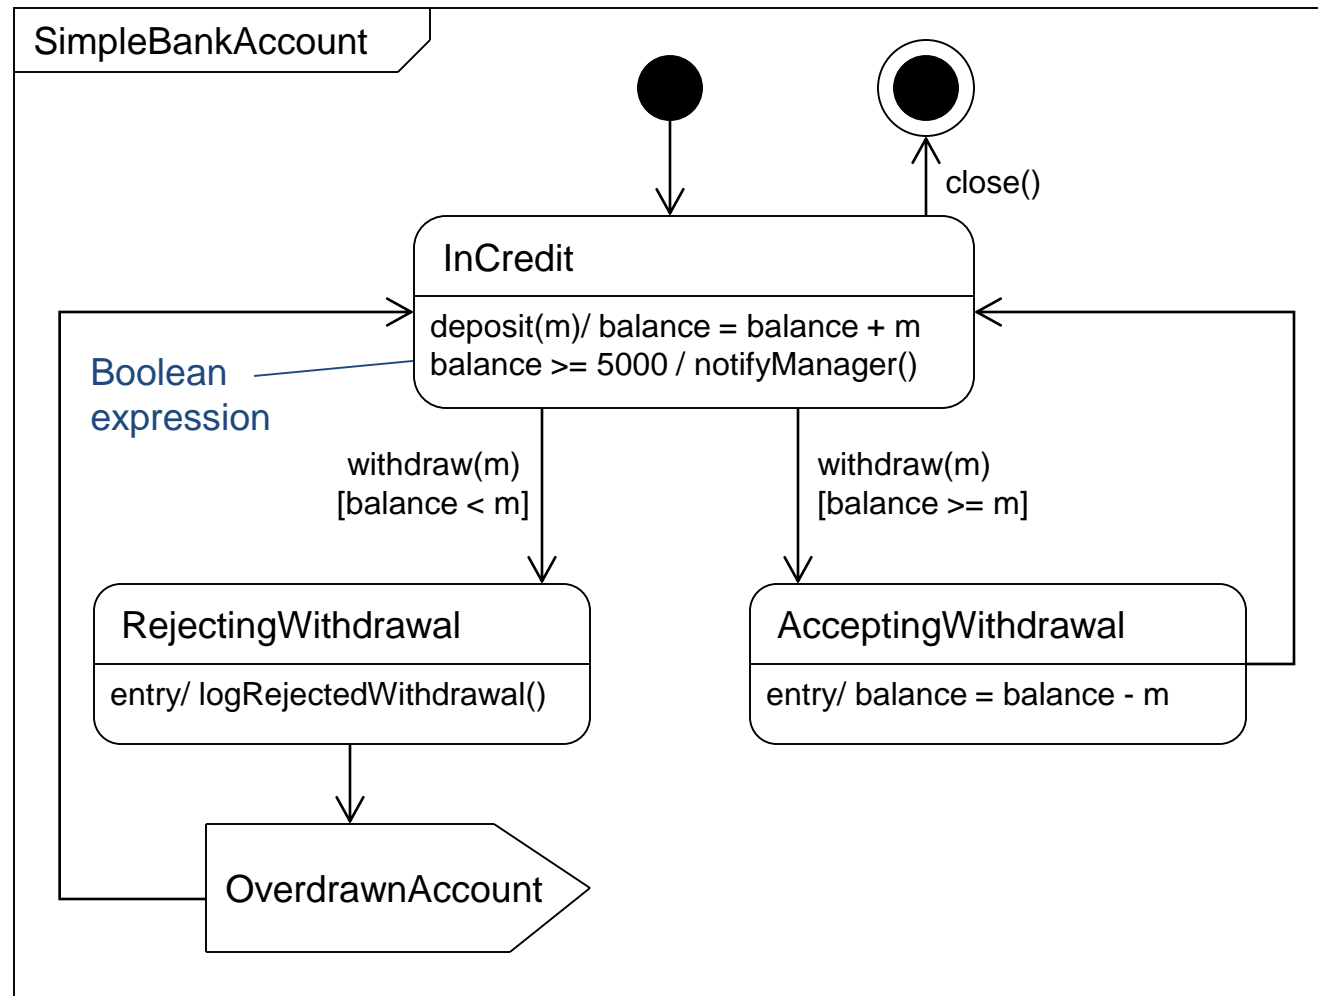 SimpleBankAccount
close()
InCredit
deposit(m)/ balance = balance + m
balance >= 5000 / notifyManager()
Boolean
expression
withdraw(m)
[balance < m]
withdraw(m)
[balance >= m]
RejectingWithdrawal
entry/ logRejectedWithdrawal()
AcceptingWithdrawal
entry/ balance = balance - m
OverdrawnAccount